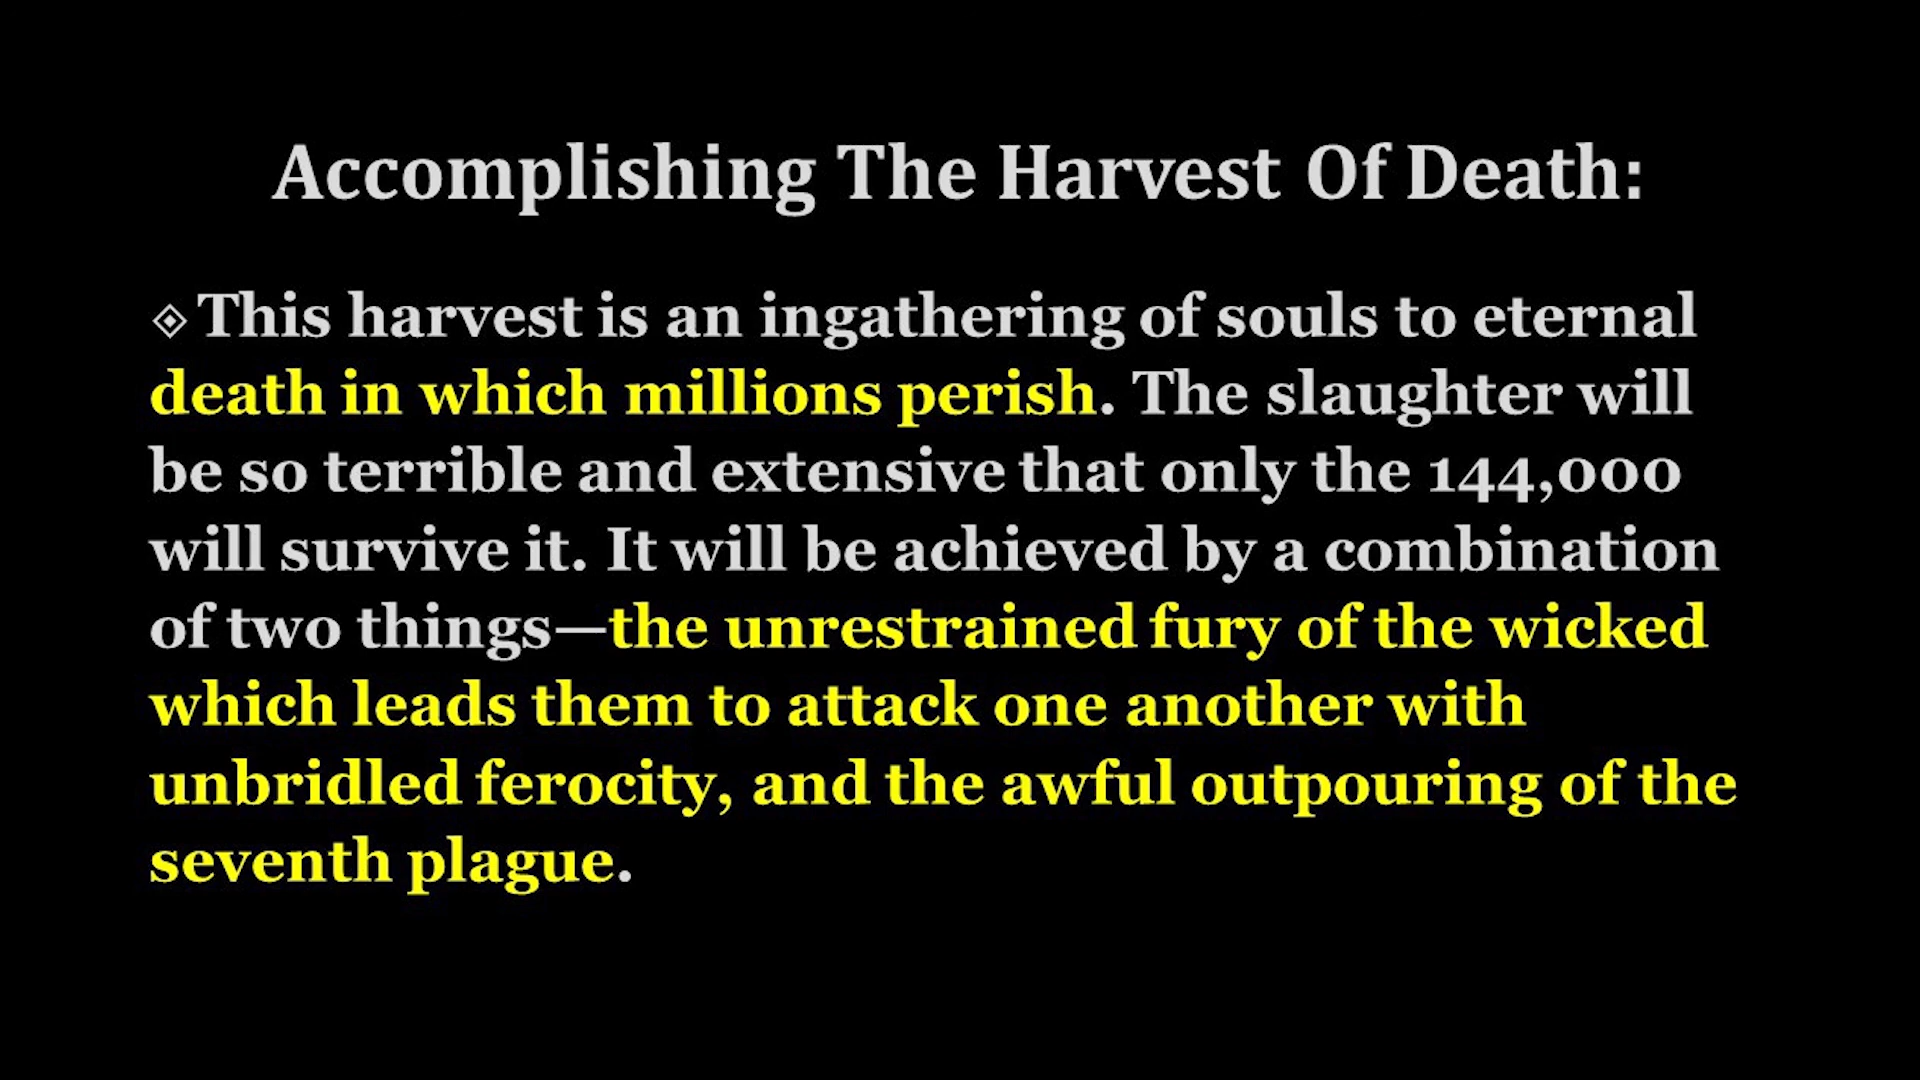 Accomplishing The Harvest Of Death:
◈ This harvest is an ingathering of souls to eternal
death in which millions perish. The slaughter will
be so terrible and extensive that only the 144,000
will survive it. It will be achieved by a combination
of two things—the unrestrained fury of the wicked
which leads them to attack one another with
unbridled ferocity, and the awful outpouring of the
seventh plague.